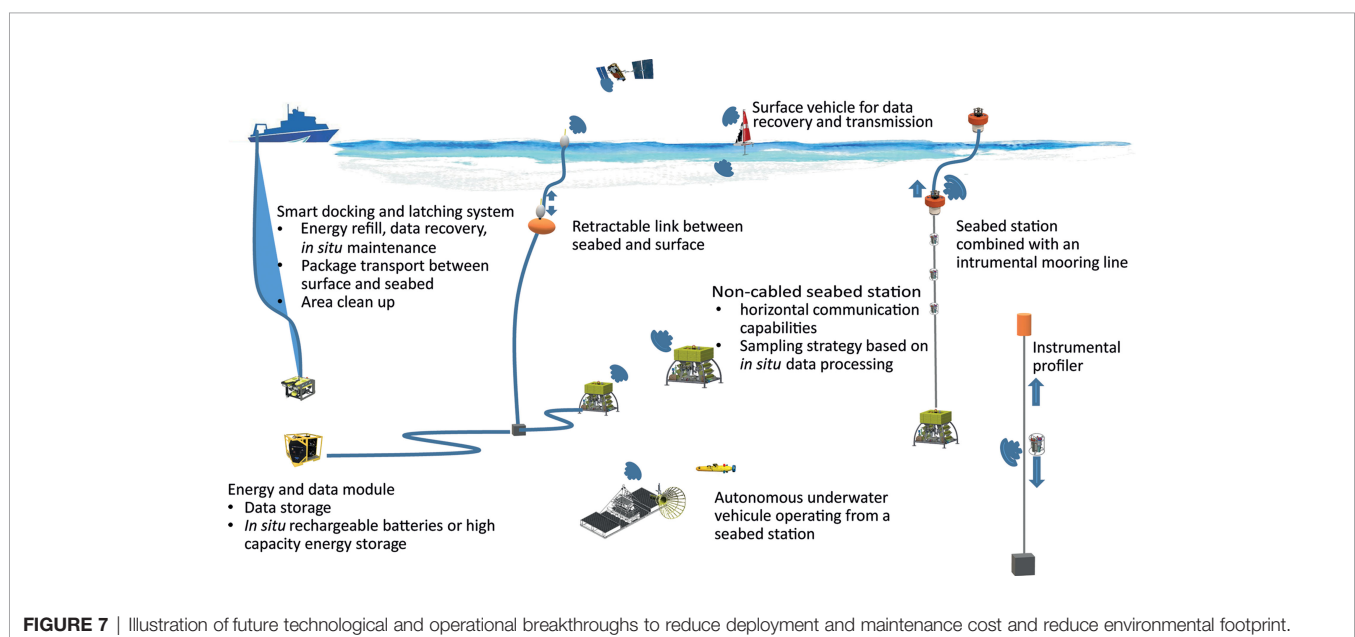 Surface vehicle for data
recovery and transmission
Smart docking and latching system
• Energy refill, data recovery,
in situ maintenance
• Package transport between
surface and seabed
• Area clean up
Retractable link between
seabed and surface
Seabed station
combined with an
intrumental mooring line
Non-cabled seabed station
• horizontal communication
capabilities
• Sampling strategy based on
in situ data processing
Instrumental
profiler
Energy and data module
• Data storage
• In situ rechargeable batteries or high
capacity energy storage
Autonomous underwater
vehicule operating from a
seabed station
FIGURE 7 | Illustration of future technological and operational breakthroughs to reduce deployment and maintenance cost and reduce environmental footprint.